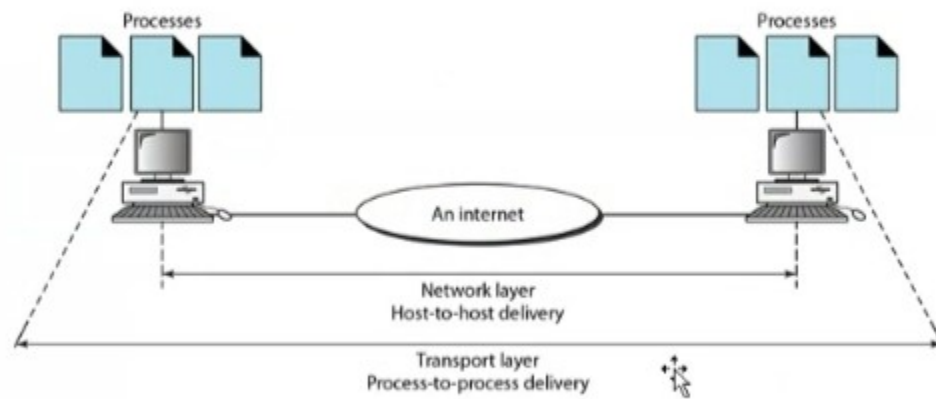 Processes
Processes
An internet
Network layer
Host-to-host delivery
Transport layer
Process-to-process delivery